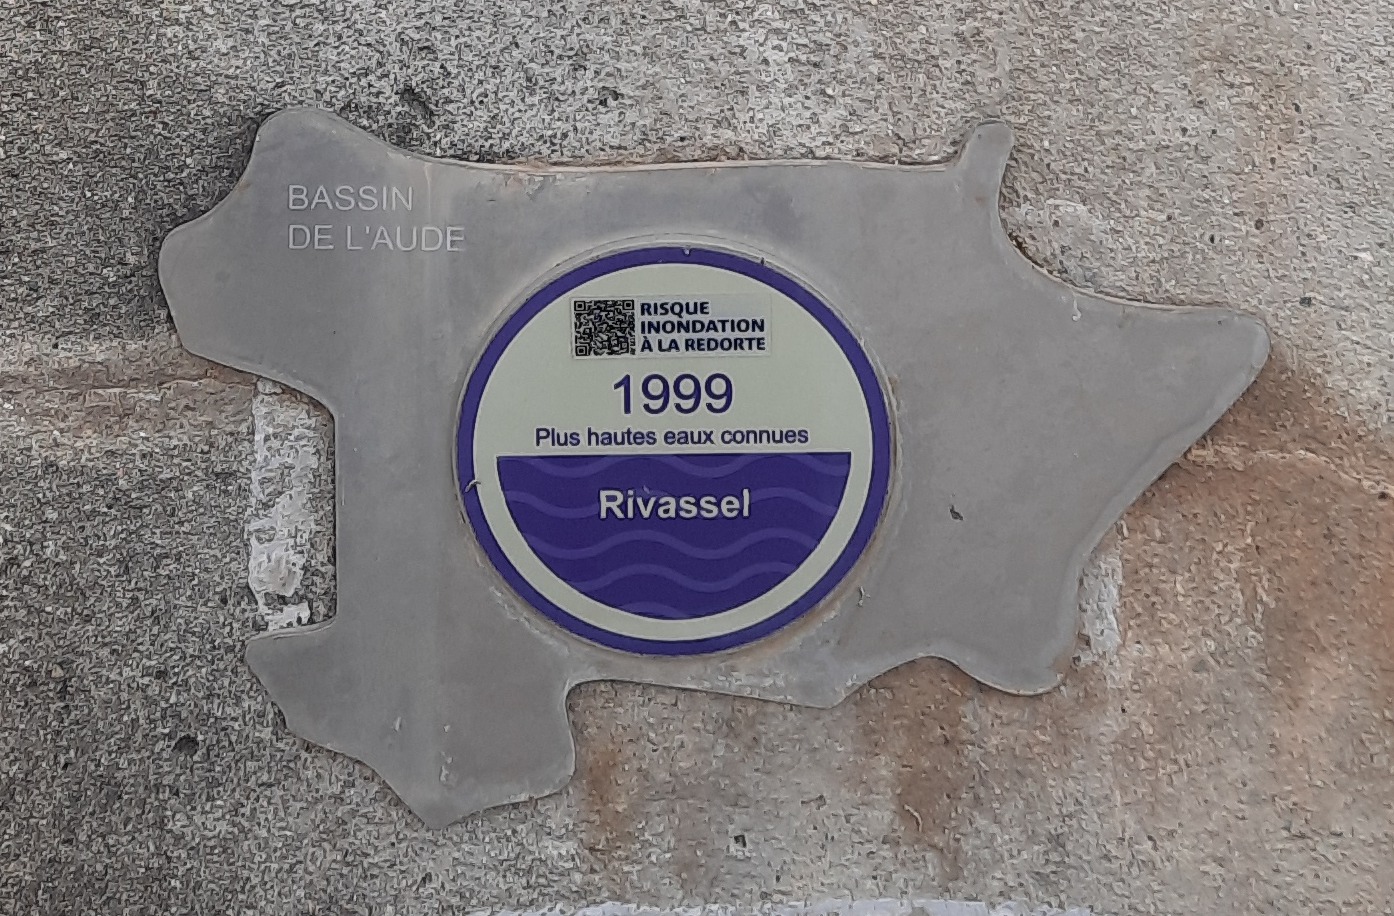 BASSIN
DE L'AUDE
RISQUE
INONDATION
À LA REDORTE
1999
Plus hautes eaux connues
Rivassel